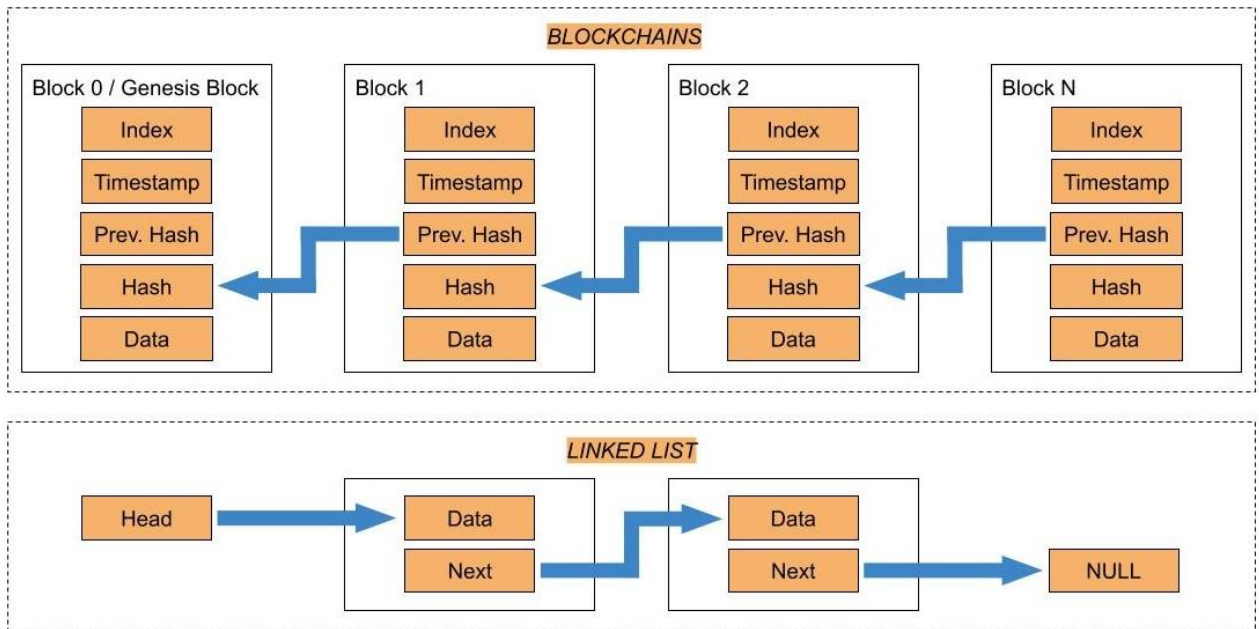 BLOCKCHAINS
Block 0 / Genesis Block
Index
Timestamp
Prev. Hash
Hash
Data
Block 1
Index
Timestamp
Prev. Hash
Hash
Data
Block 2
Index
Timestamp
Prev. Hash
Hash
Data
Block N
Index
Timestamp
Prev. Hash
Hash
Data
LINKED LIST
Head
Data
Next
Data
Next
NULL